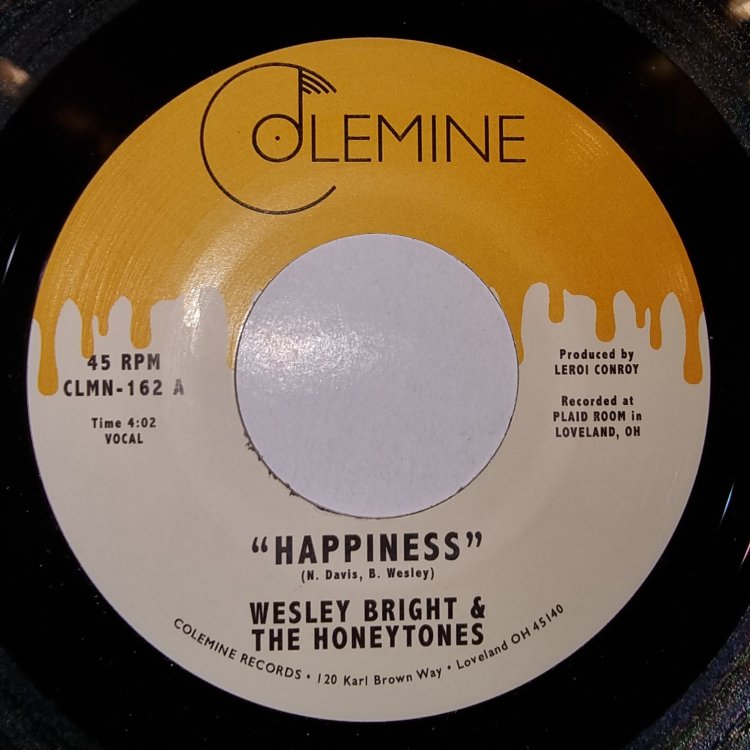 COLEMINE
45 RPM
CLMN-162 A
Time 4:02
VOCAL
Produced by
LEROI CONROY
Recorded at
PLAID ROOM in
LOVELAND, OH
"HAPPINESS"
(N. Davis, B. Wesley)
WESLEY BRIGHT &
THE HONEYTONES
COLEMINE RECORDS • 120 Karl Brown Way • Loveland OH 45140